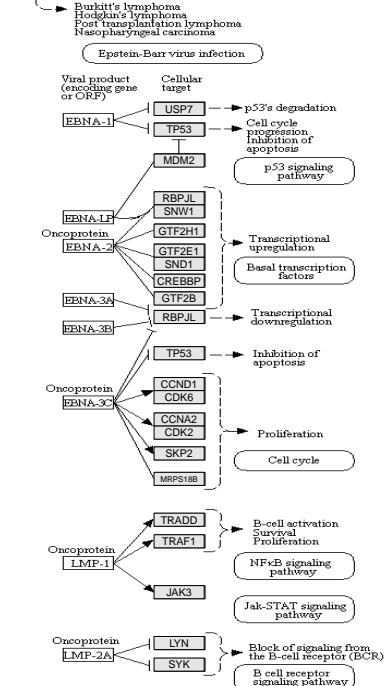 Burkitt's lymphoma
Hodgkin's lymphoma
Post transplantation lymphoma
Nasopharyngeal carcinoma
Epstein-Barr virus infection
Viral product
(encoding gene
or ORF)
Cellular
target
EBNA-1
USP7
p53's degradation
TP53
Cell cycle
progression
Inhibition of
apoptosis
MDM2
p53 signaling
pathway
EBNA-LP
Oncoprotein
EBNA-2
RBPJL
SNW1
GTF2H1
GTF2E1
SND1
CREBBP
GTF2B
Transcriptional
upregulation
Basal transcription
factors
EBNA-3A
EBNA-3B
RBPJL
Transcriptional
downregulation
TP53
Inhibition of
apoptosis
Oncoprotein
EBNA-3C
CCND1
CDK6
CCNA2
CDK2
SKP2
MRPS18B
Proliferation
Cell cycle
Oncoprotein
LMP-1
TRADD
TRAF1
JAK3
B-cell activation
Survival
Proliferation
NFκB signaling
pathway
Jak-STAT signaling
pathway
Oncoprotein
LMP-2A
LYN
SYK
Block of signaling from
the B-cell receptor (BCR)
B cell receptor
signaling pathway